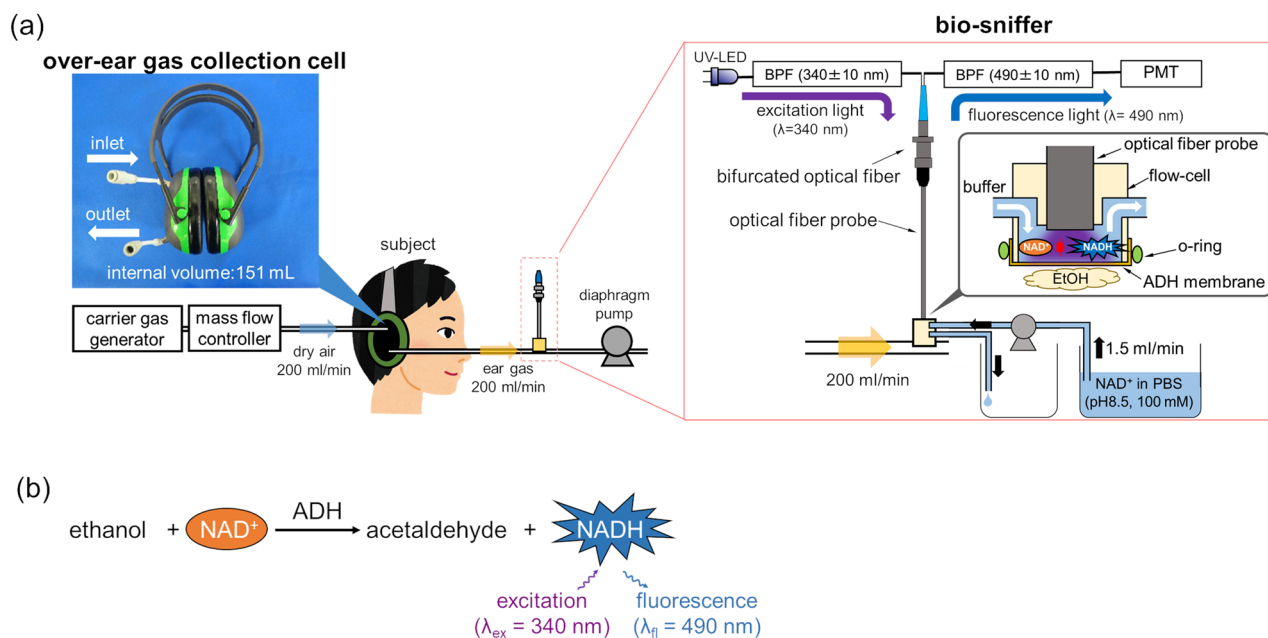 (a)
over-ear gas collection cell
inlet
outlet
internal volume:151 mL
carrier gas
generator
mass flow
controller
dry air
200 ml/min
subject
ear gas
200 ml/min
diaphragm
pump
bio-sniffer
UV-LED
BPF (340±10 nm)
BPF (490±10 nm)
PMT
excitation light
(λ=340 nm)
fluorescence light (λ= 490 nm)
bifurcated optical fiber
optical fiber probe
optical fiber probe
flow-cell
buffer
NAD⁺
NADH
o-ring
EtOH
ADH membrane
200 ml/min
1.5 ml/min
NAD⁺ in PBS
(pH8.5, 100 mM)
(b)
ethanol + NAD⁺ ADH acetaldehyde + NADH
excitation
(λex = 340 nm)
fluorescence
(λfl = 490 nm)